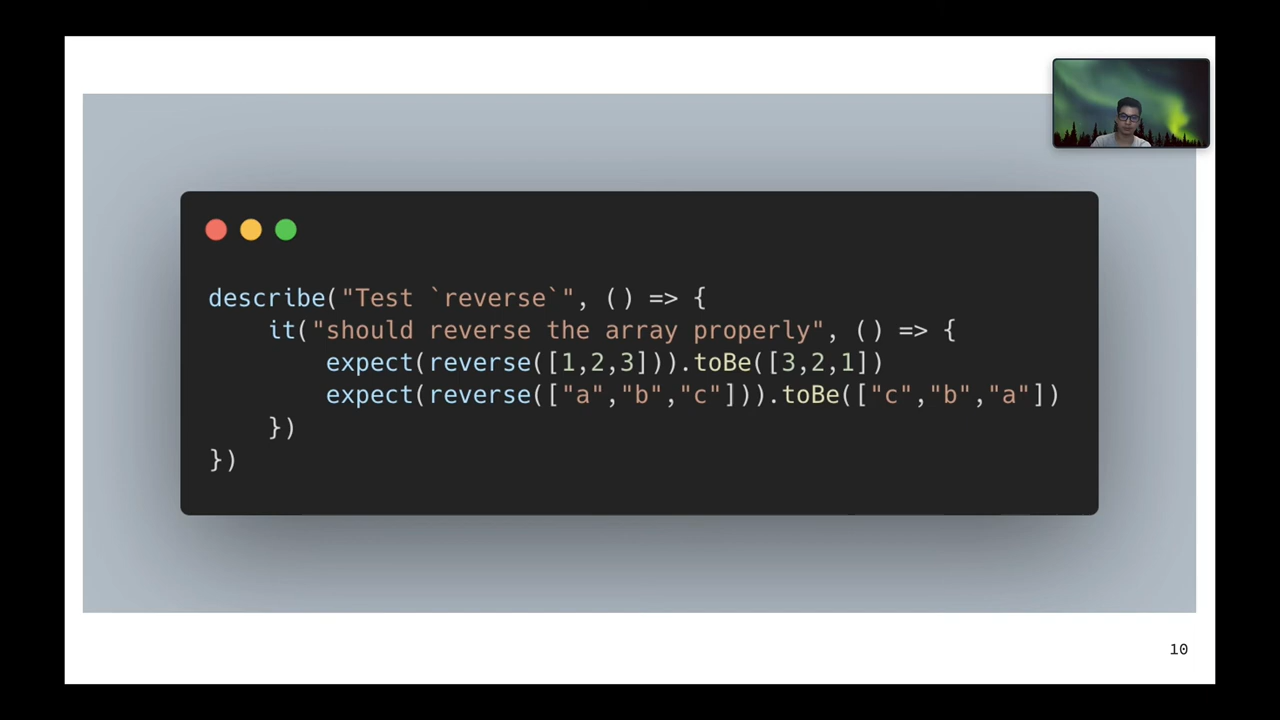 describe("Test `reverse`", () => {
    it("should reverse the array properly", () => {
        expect(reverse([1,2,3])).toBe([3,2,1])
        expect(reverse(["a","b","c"])).toBe(["c","b","a"])
    })
})
10